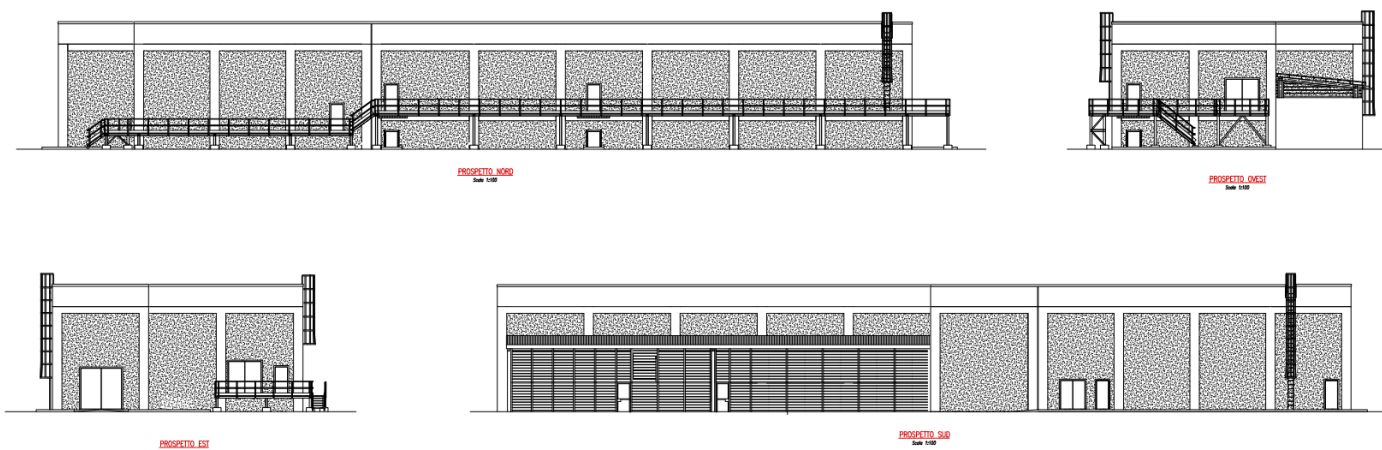 PROSPETTO NORD
Scala 1:100
PROSPETTO OVEST
Scala 1:100
PROSPETTO EST
PROSPETTO SUD
Scala 1:100